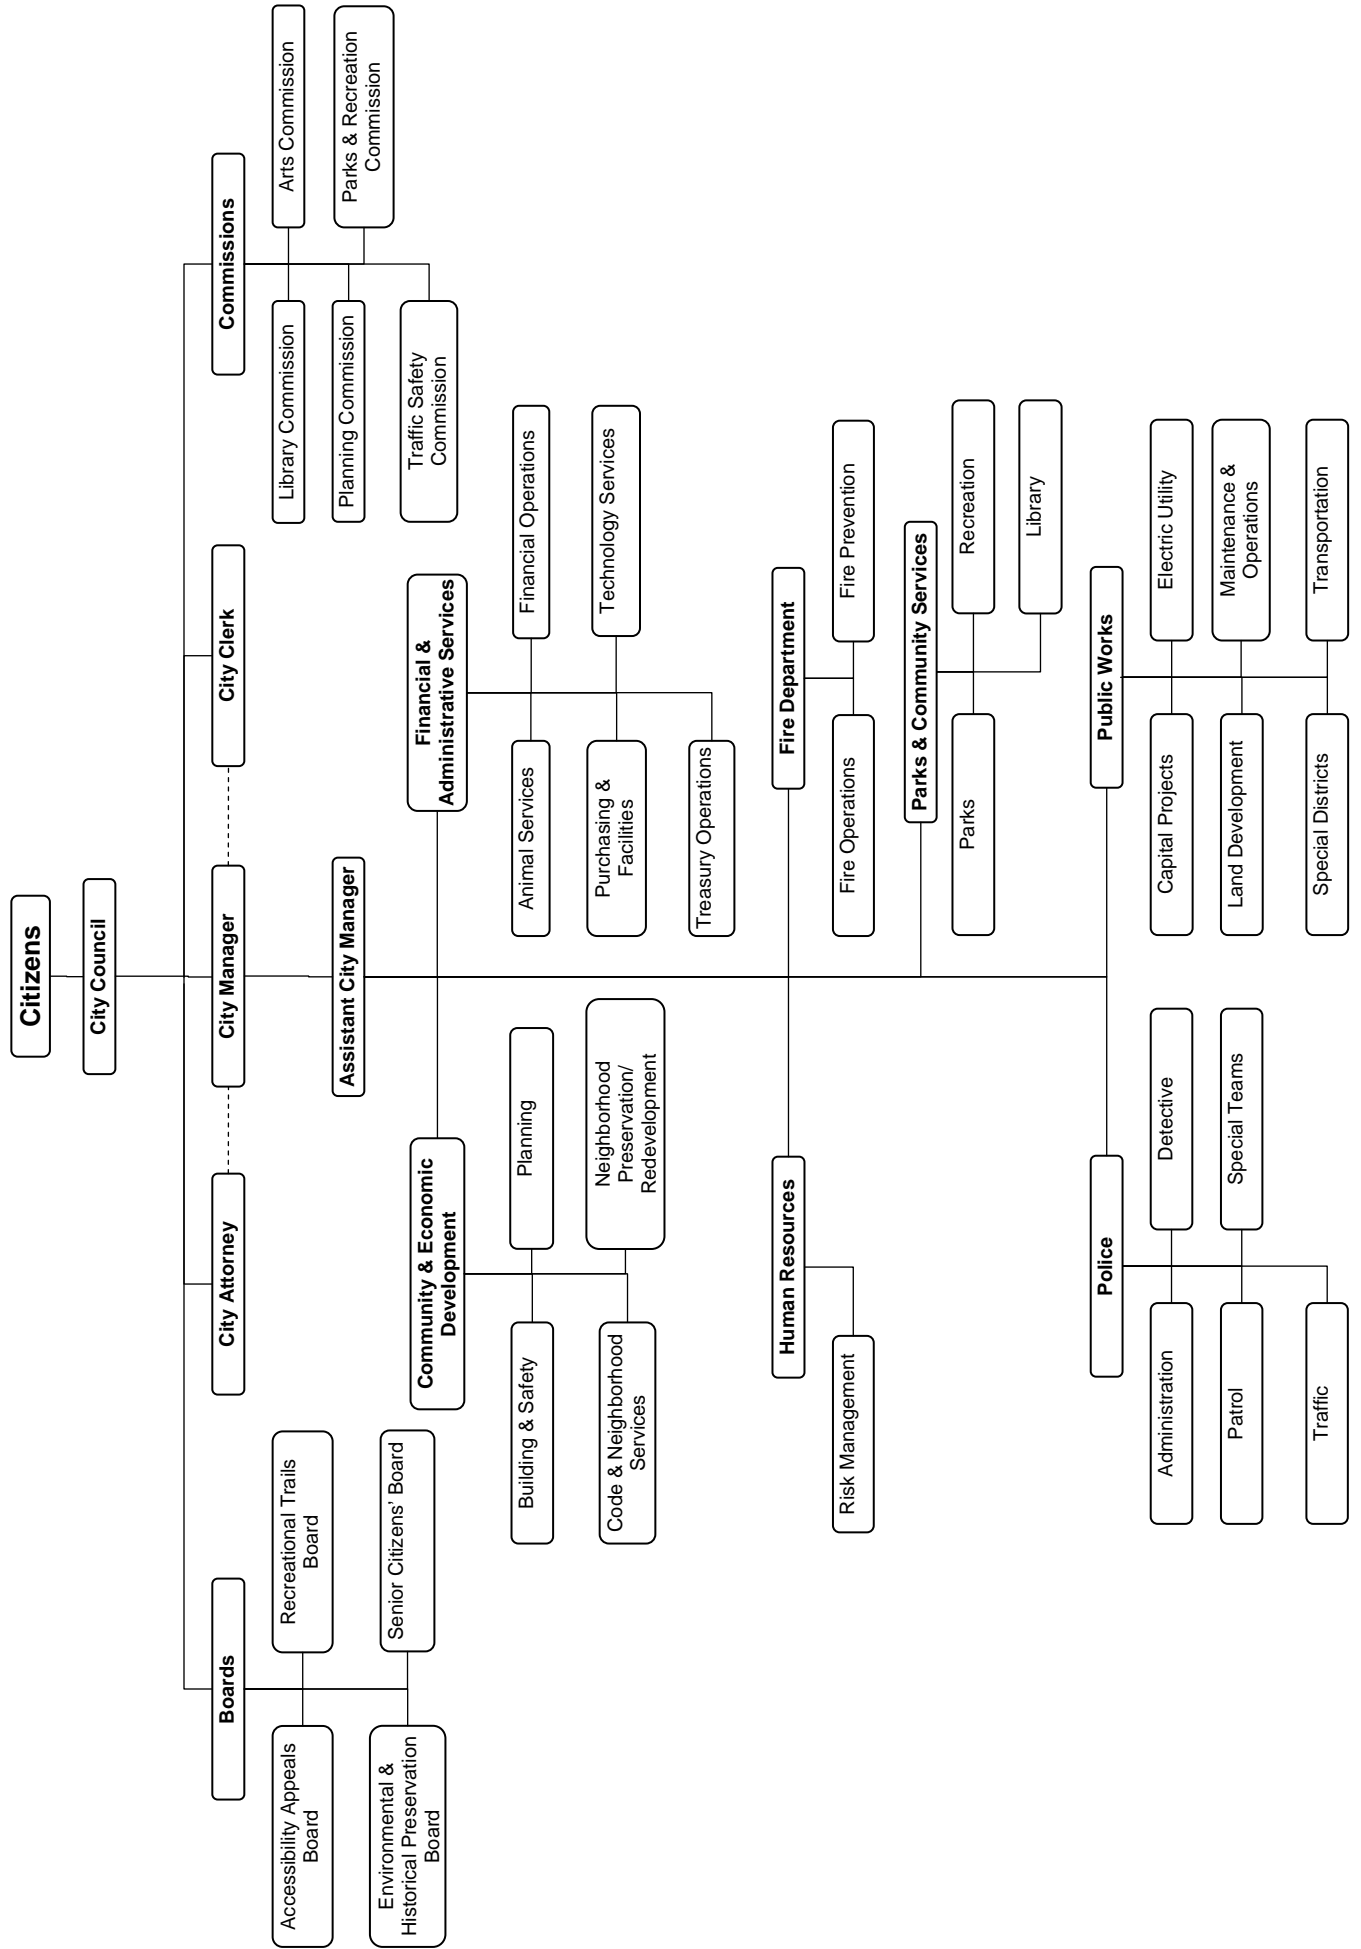 Citizens
City Council
Boards
City Attorney
City Manager
City Clerk
Commissions
Accessibility Appeals
Board
Recreational Trails
Board
Environmental &
Historical Preservation
Board
Senior Citizens’ Board
Library Commission
Arts Commission
Planning Commission
Parks & Recreation
Commission
Traffic Safety
Commission
Assistant City Manager
Community & Economic
Development
Building & Safety
Planning
Code & Neighborhood
Services
Neighborhood
Preservation/
Redevelopment
Financial &
Administrative Services
Animal Services
Financial Operations
Purchasing &
Facilities
Technology Services
Treasury Operations
Human Resources
Risk Management
Fire Department
Fire Operations
Fire Prevention
Parks & Community Services
Parks
Recreation
Library
Police
Administration
Detective
Patrol
Special Teams
Traffic
Public Works
Capital Projects
Electric Utility
Land Development
Maintenance &
Operations
Special Districts
Transportation